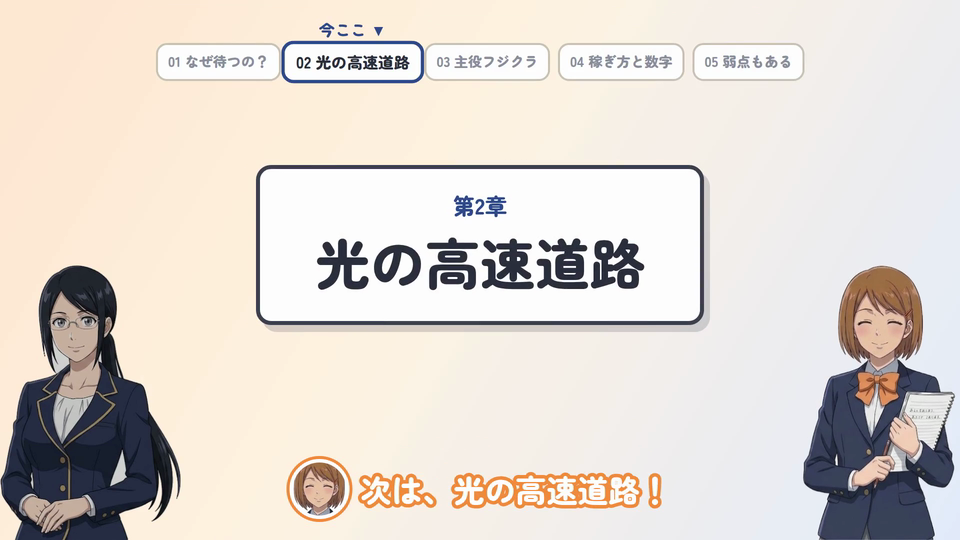 今ここ ▼
01 なぜ待つの？
02 光の高速道路
03 主役フジクラ
04 稼ぎ方と数字
05 弱点もある
第2章
光の高速道路
次は、光の高速道路！